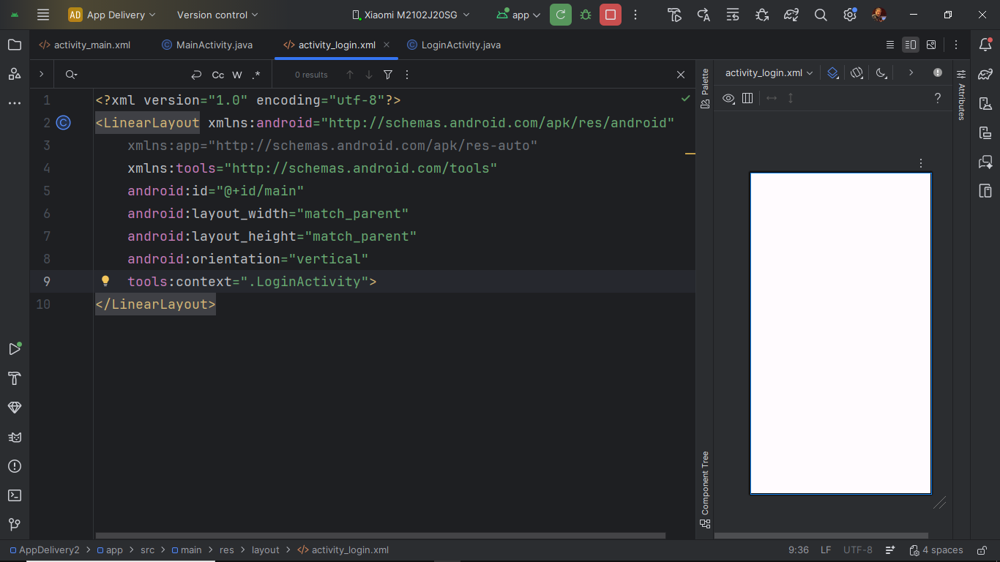 AD App Delivery Version control Xiaomi M2102J20SG app
activity_main.xml MainActivity.java activity_login.xml LoginActivity.java
Cc W .* 0 results
activity_login.xml
Palette
Attributes
?
1 <?xml version="1.0" encoding="utf-8"?>
2 C <LinearLayout xmlns:android="http://schemas.android.com/apk/res/android"
3 xmlns:app="http://schemas.android.com/apk/res-auto"
4 xmlns:tools="http://schemas.android.com/tools"
5 android:id="@+id/main"
6 android:layout_width="match_parent"
7 android:layout_height="match_parent"
8 android:orientation="vertical"
9 tools:context=".LoginActivity">
10 </LinearLayout>
Component Tree
AppDelivery2 > app > src > main > res > layout > activity_login.xml 9:36 LF UTF-8 4 spaces